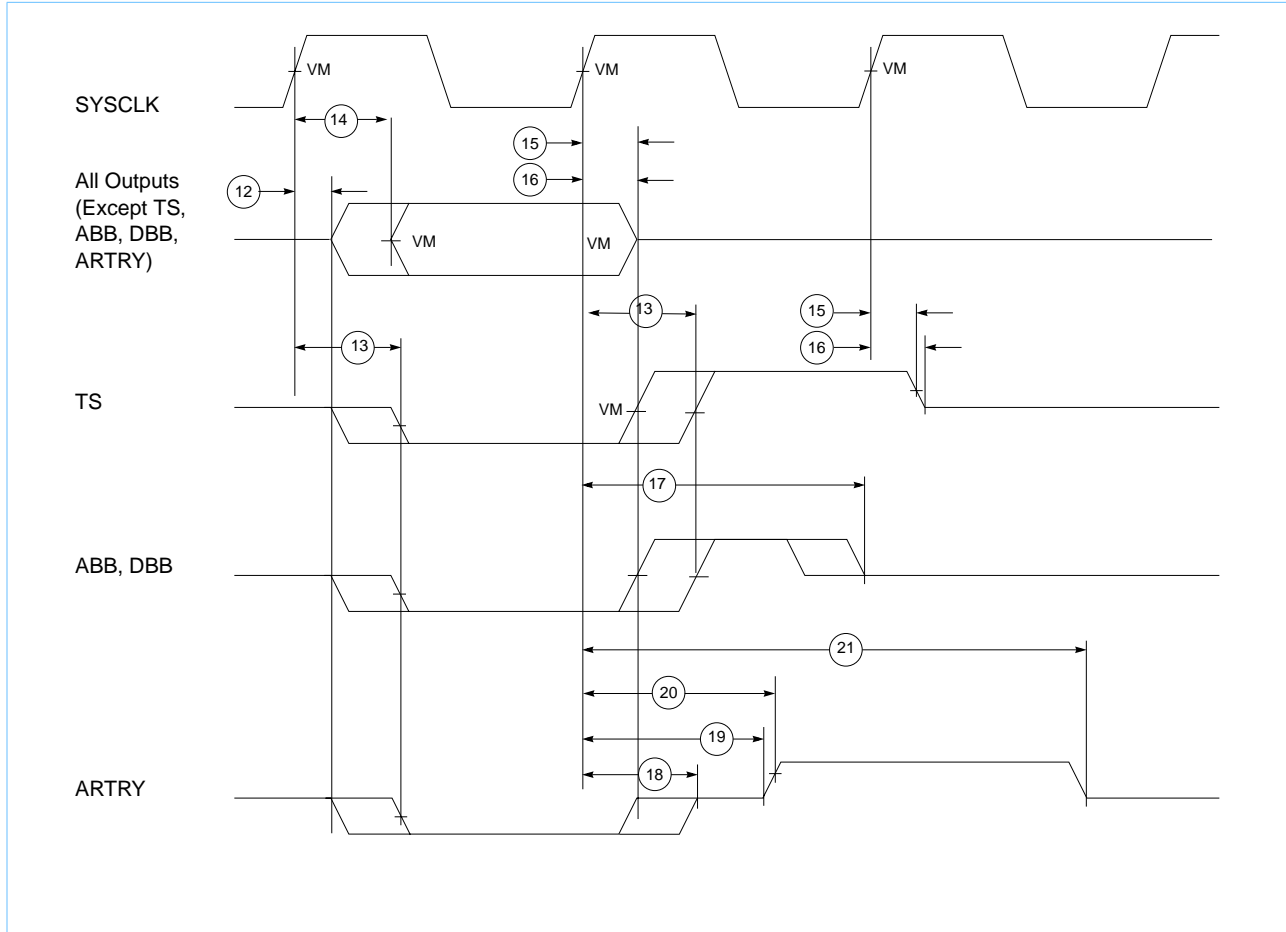 VM
VM
VM
SYSCLK
14
15
All Outputs
(Except TS,
ABB, DBB,
ARTRY)
12
16
VM
VM
13
15
13
16
TS
VM
17
ABB, DBB
21
20
19
18
ARTRY